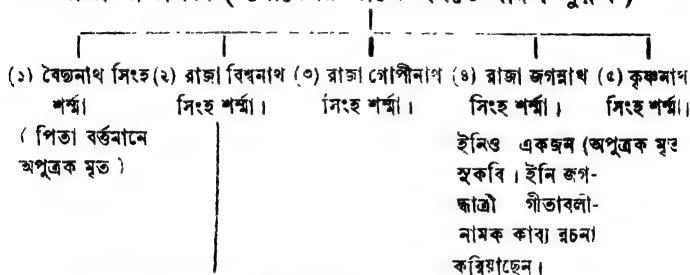 (১) বৈদ্যনাথ সিংহ (২) রাজা বিশ্বনাথ (৩) রাজা গোপীনাথ (৪) রাজা জগন্নাথ (৫) কৃষ্ণনাথ
শর্ম্মা সিংহ শর্ম্মা। সিংহ শর্ম্মা। সিংহ শর্ম্মা। সিংহ শর্ম্মা।
( পিতা বর্ত্তমানে ইনিও একজন (অপুত্রক মৃত
অপুত্রক মৃত ) সুকবি। ইনি জগ-
দ্ধাত্রী গীতাবলী-
নামক কাব্য রচনা
করিয়াছেন।